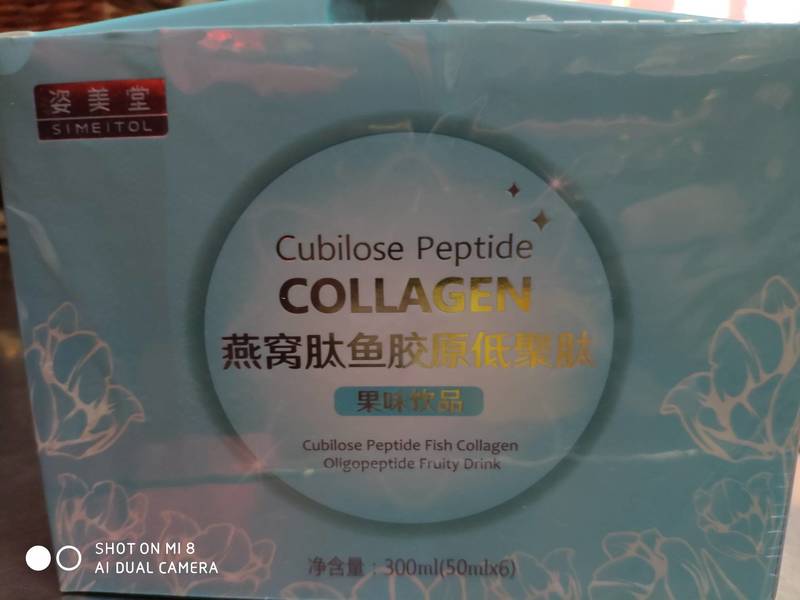 姿美堂
SIMEITOL
Cubilose Peptide
COLLAGEN
燕窝肽鱼胶原低聚肽
果味饮品
Cubilose Peptide Fish Collagen
Oligopeptide Fruity Drink
净含量：300ml(50mlx6)
SHOT ON MI 8
AI DUAL CAMERA